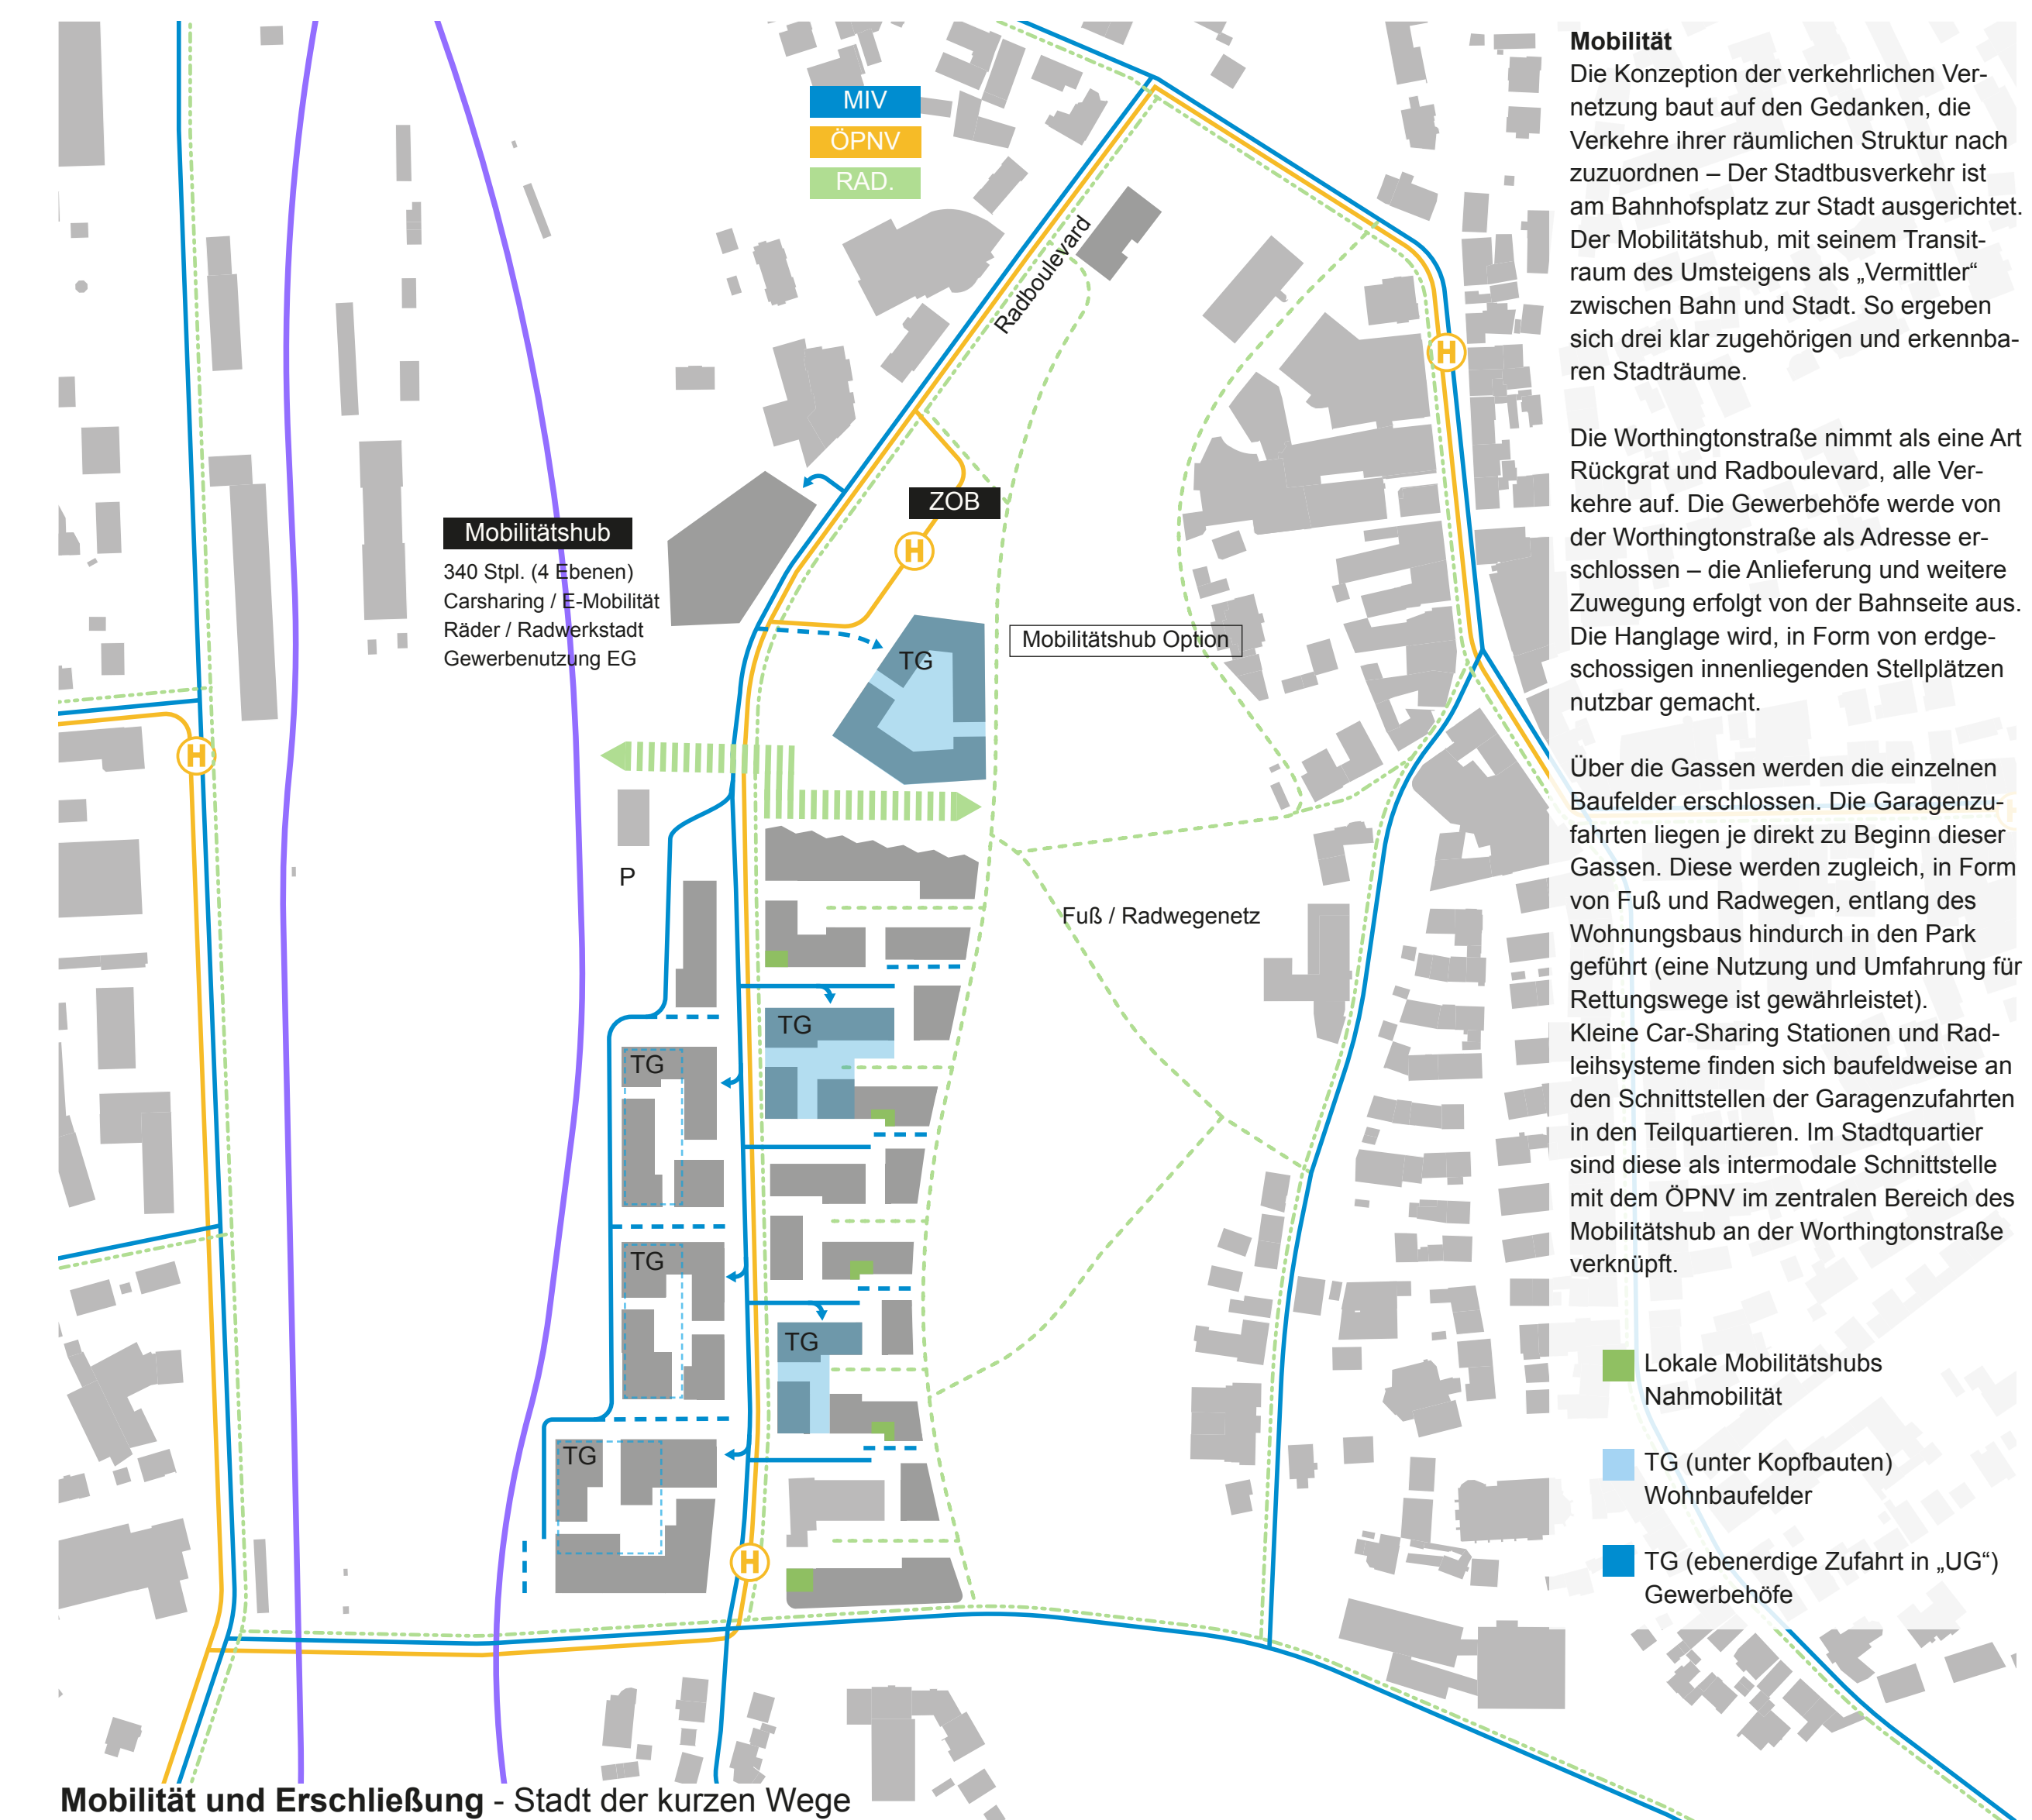 MIV
ÖPNV
RAD.
Radboulevard
H
ZOB
H
Mobilitätshub
340 Stpl. (4 Ebenen)
Carsharing / E-Mobilität
Räder / Radwerkstadt
Gewerbenutzung EG
Mobilitätshub Option
TG
H
P
Fuß / Radwegenetz
TG
TG
TG
TG
TG
H
Mobilität und Erschließung - Stadt der kurzen Wege
Mobilität
Die Konzeption der verkehrlichen Ver-
netzung baut auf den Gedanken, die
Verkehre ihrer räumlichen Struktur nach
zuzuordnen – Der Stadtbusverkehr ist
am Bahnhofsplatz zur Stadt ausgerichtet.
Der Mobilitätshub, mit seinem Transit-
raum des Umsteigens als „Vermittler“
zwischen Bahn und Stadt. So ergeben
sich drei klar zugehörigen und erkennba-
ren Stadträume.
Die Worthingtonstraße nimmt als eine Art
Rückgrat und Radboulevard, alle Ver-
kehre auf. Die Gewerbehöfe werde von
der Worthingtonstraße als Adresse er-
schlossen – die Anlieferung und weitere
Zuwegung erfolgt von der Bahnseite aus.
Die Hanglage wird, in Form von erdge-
schossigen innenliegenden Stellplätzen
nutzbar gemacht.
Über die Gassen werden die einzelnen
Baufelder erschlossen. Die Garagenzu-
fahrten liegen je direkt zu Beginn dieser
Gassen. Diese werden zugleich, in Form
von Fuß und Radwegen, entlang des
Wohnungsbaus hindurch in den Park
geführt (eine Nutzung und Umfahrung für
Rettungswege ist gewährleistet).
Kleine Car-Sharing Stationen und Rad-
leihsysteme finden sich baufeldweise an
den Schnittstellen der Garagenzufahrten
in den Teilquartieren. Im Stadtquartier
sind diese als intermodale Schnittstelle
mit dem ÖPNV im zentralen Bereich des
Mobilitätshub an der Worthingtonstraße
verknüpft.
Lokale Mobilitätshubs
Nahmobilität
TG (unter Kopfbauten)
Wohnbaufelder
TG (ebenerdige Zufahrt in „UG“)
Gewerbehöfe